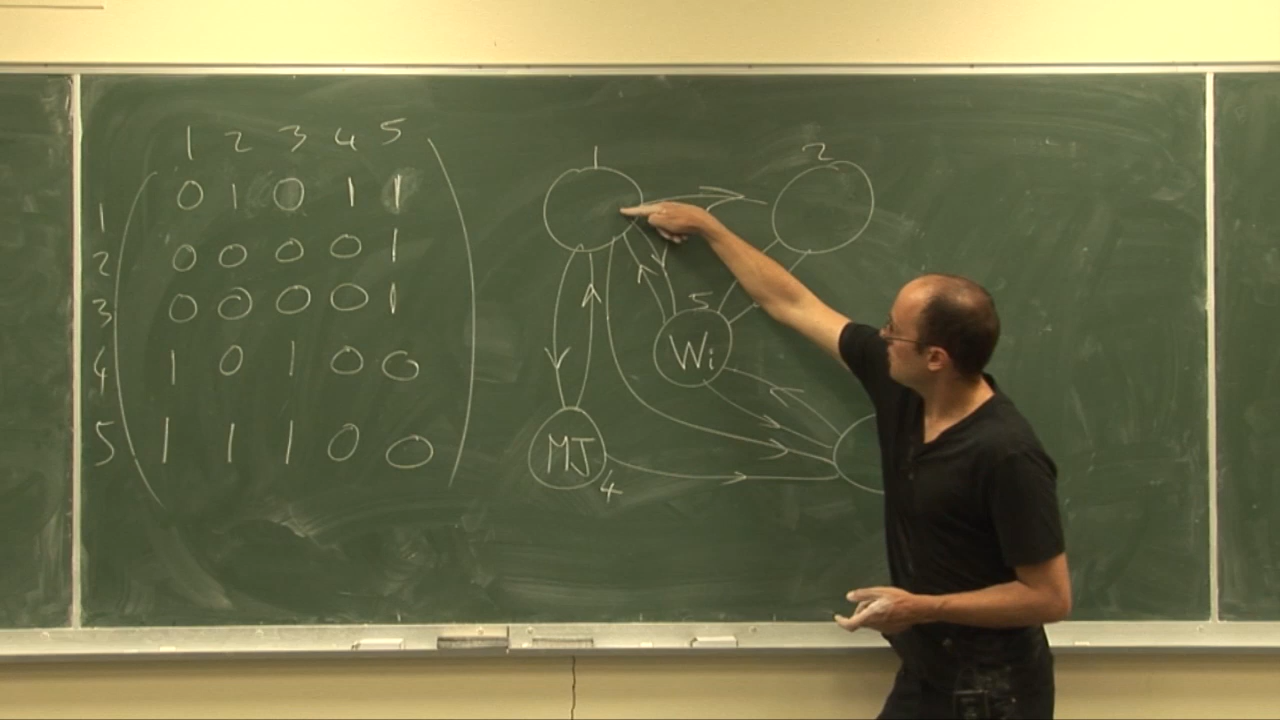 1 2 3 4 5
1 0 1 0 1 1
2 0 0 0 0 1
3 0 0 0 0 1
4 1 0 1 0 0
5 1 1 1 0 0
1
2
5
Wi
MJ
4